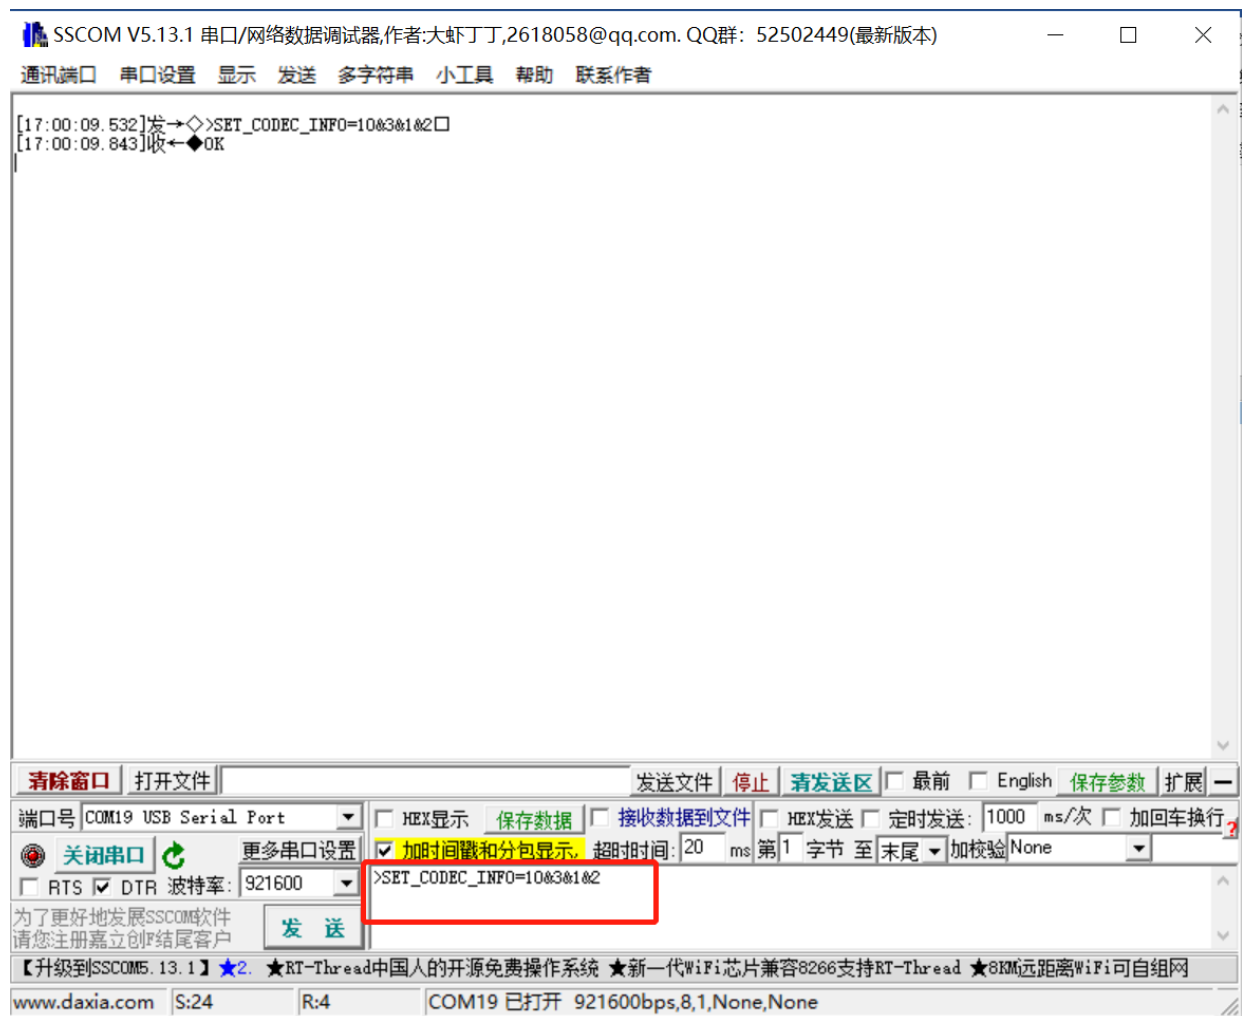 SSCOM V5.13.1 串口/网络数据调试器,作者:大虾丁丁,2618058@qq.com. QQ群: 52502449(最新版本)
通讯端口 串口设置 显示 发送 多字符串 小工具 帮助 联系作者
[17:00:09.532]发→◇>SET_CODEC_INFO=10&3&1&2□
[17:00:09.843]收←◆OK
清除窗口 打开文件 发送文件 停止 清发送区 最前 English 保存参数 扩展 —
端口号 COM19 USB Serial Port HEX显示 保存数据 接收数据到文件 HEX发送 定时发送: 1000 ms/次 加回车换行 ?
关闭串口 更多串口设置 加时间戳和分包显示, 超时时间: 20 ms 第 1 字节 至 末尾 加校验 None
RTS DTR 波特率: 921600 >SET_CODEC_INFO=10&3&1&2
为了更好地发展SSCOM软件
请您注册嘉立创F结尾客户
发 送
【升级到SSCOM5.13.1】★2. ★RT-Thread中国人的开源免费操作系统 ★新一代WiFi芯片兼容8266支持RT-Thread ★8KM远距离WiFi可自组网
www.daxia.com S:24 R:4 COM19 已打开 921600bps,8,1,None,None